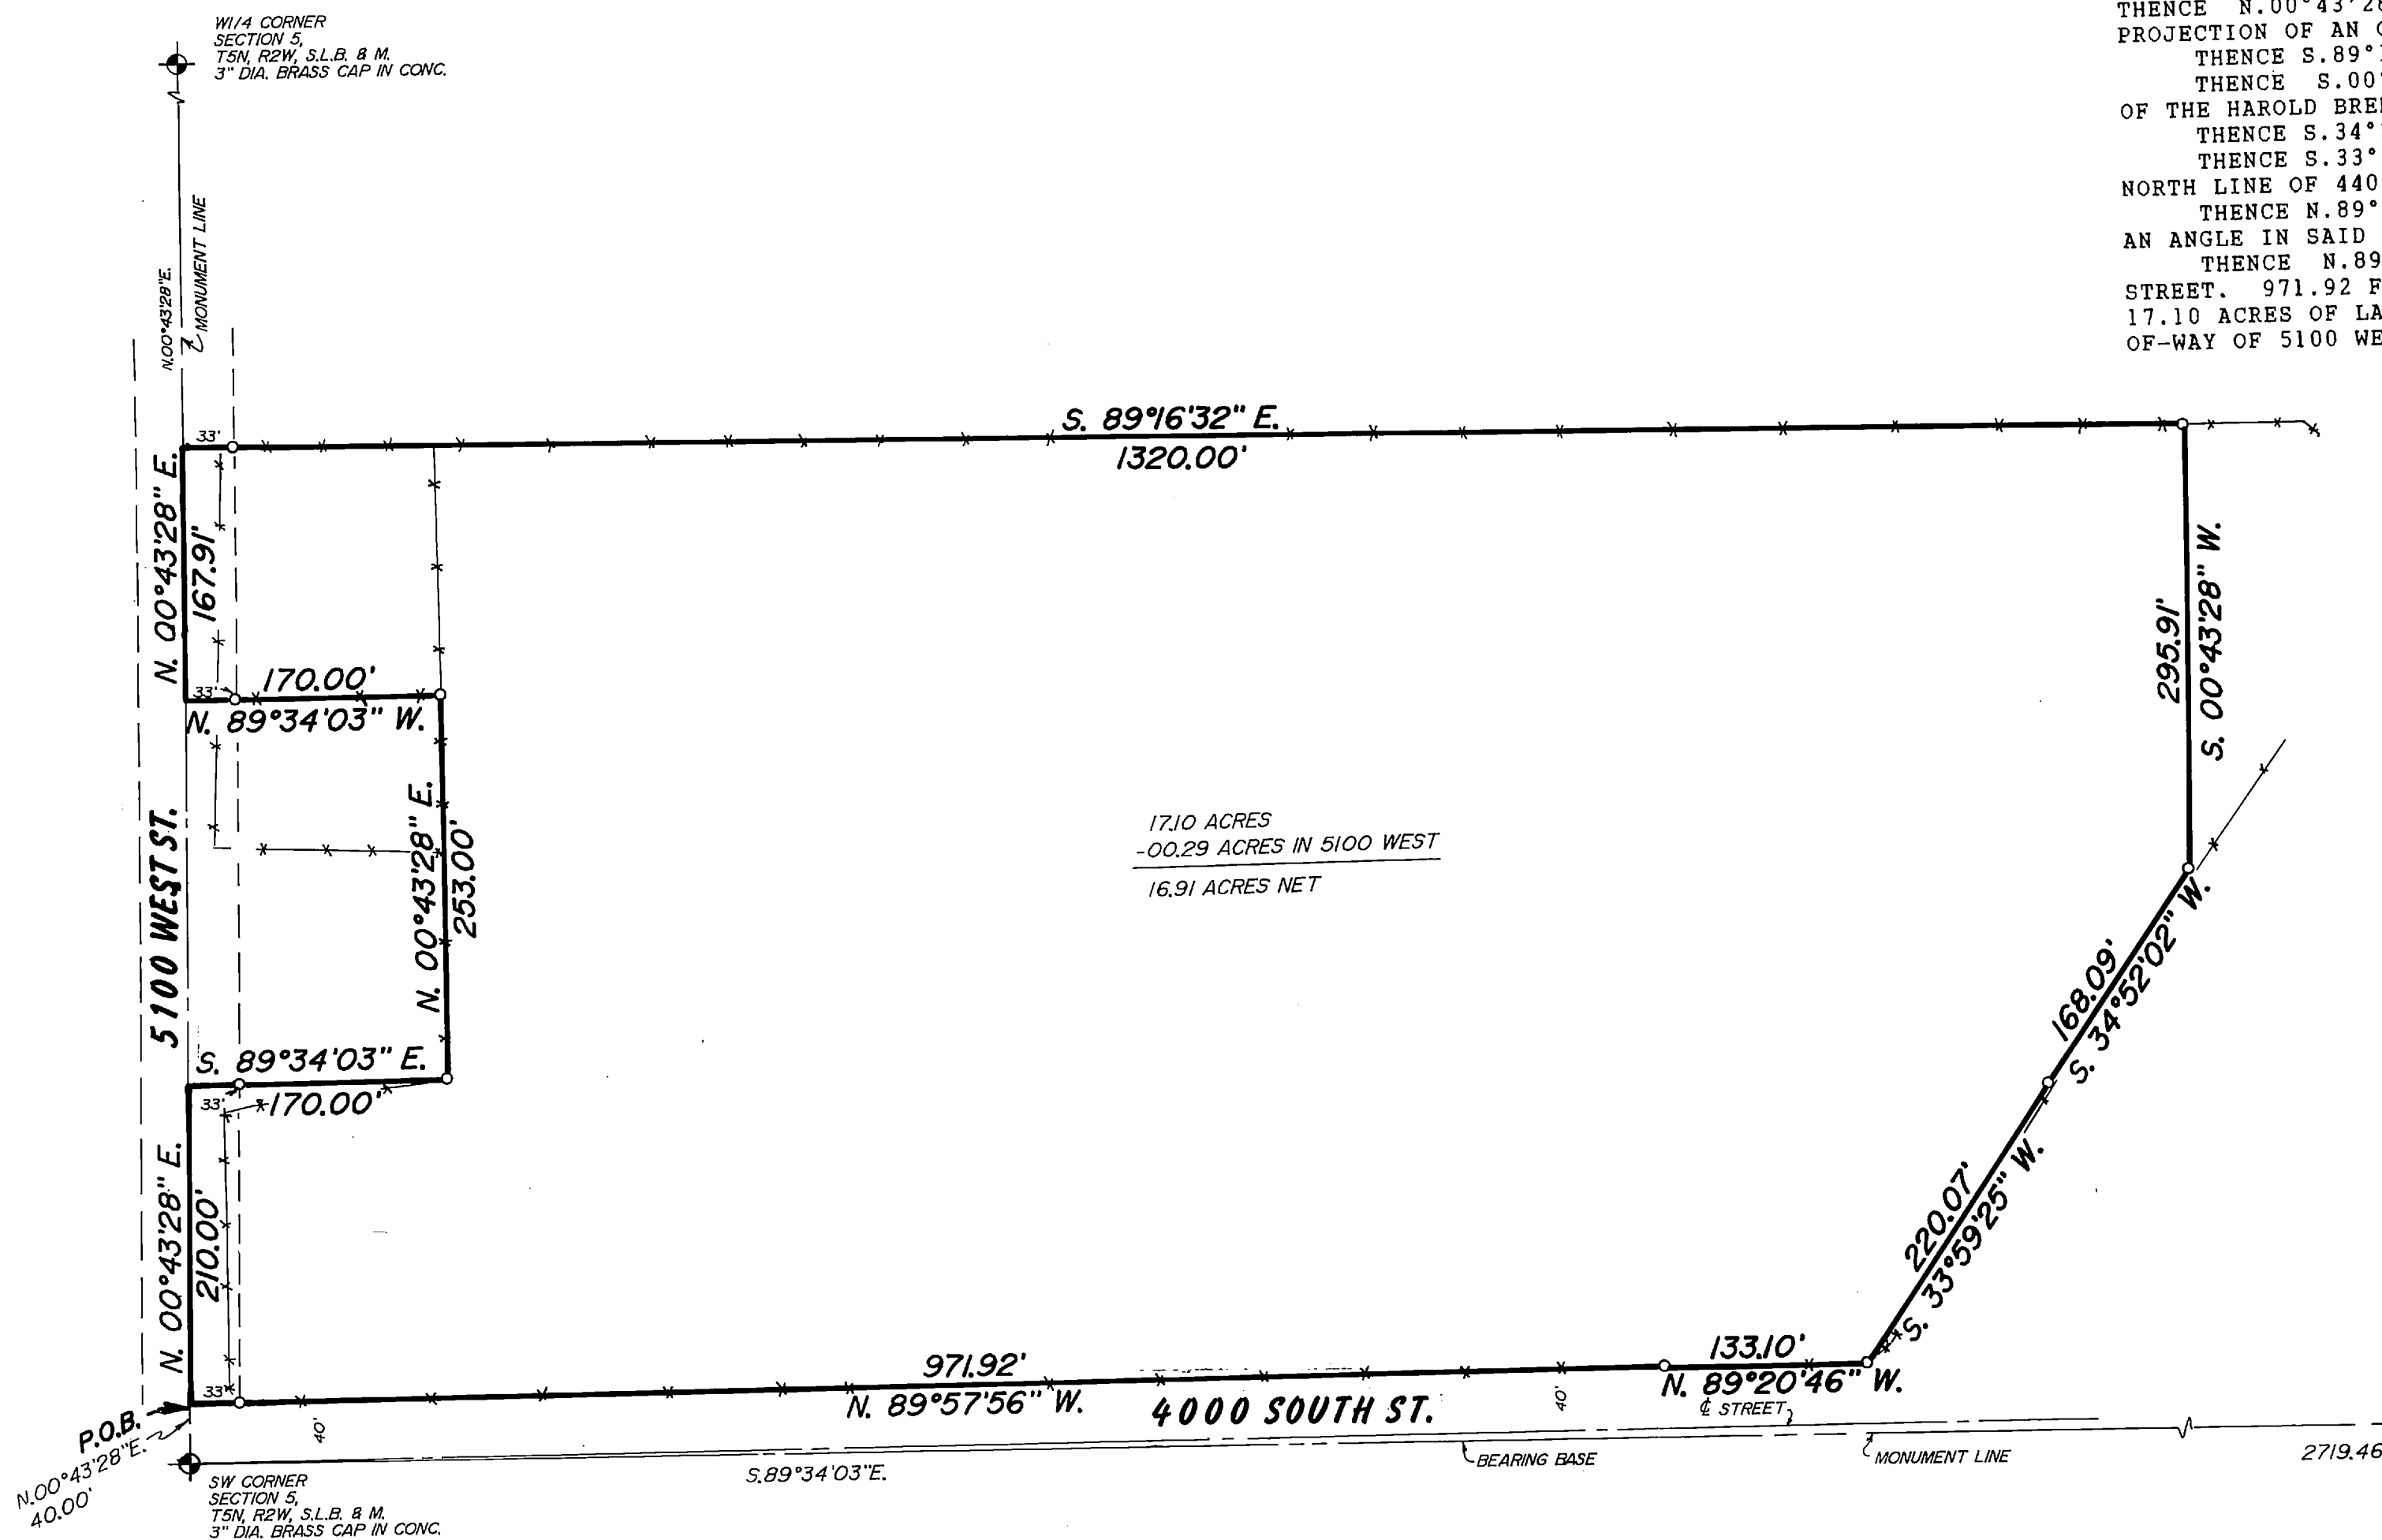 W1/4 CORNER
SECTION 5,
T5N, R2W, S.L.B. & M.
3" DIA. BRASS CAP IN CONC.
THENCE N.00°43'28
PROJECTION OF AN
THENCE S.89°
THENCE S.00°
OF THE HAROLD
THENCE S.34°
THENCE S.33°
NORTH LINE OF 440
THENCE N.89°
AN ANGLE IN SAID
THENCE N.89
STREET. 971.92 F
17.10 ACRES OF LA
OF-WAY OF 5100 WE
N.00°43'28"E.
MONUMENT LINE
33'
S. 89°16'32" E.
1320.00'
N. 00°43'28" E.
167.91'
295.91'
S. 00°43'28" W.
33'
170.00'
N. 89°34'03" W.
5100 WEST ST.
N. 00°43'28" E.
253.00'
17.10 ACRES
-00.29 ACRES IN 5100 WEST
16.91 ACRES NET
168.09'
S. 34°52'02" W.
S. 89°34'03" E.
33'
170.00'
N. 00°43'28" E.
210.00'
220.07'
S. 33°59'25" W.
33'
971.92'
N. 89°57'56" W.
133.10'
N. 89°20'46" W.
4000 SOUTH ST.
40'
40'
℄ STREET
P.O.B.
N.00°43'28"E.
40.00'
S.89°34'03"E.
BEARING BASE
MONUMENT LINE
2719.46
SW CORNER
SECTION 5,
T5N, R2W, S.L.B. & M.
3" DIA. BRASS CAP IN CONC.